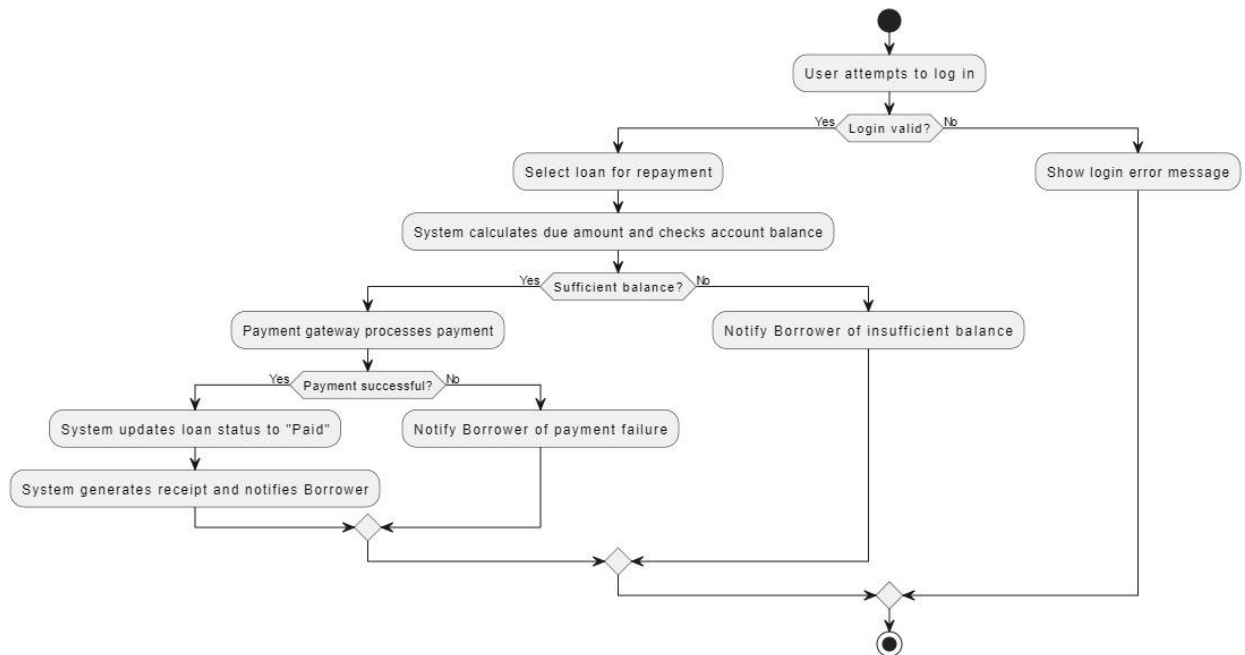 User attempts to log in
Yes
Login valid?
No
Select loan for repayment
Show login error message
System calculates due amount and checks account balance
Yes
Sufficient balance?
No
Payment gateway processes payment
Notify Borrower of insufficient balance
Yes
Payment successful?
No
System updates loan status to "Paid"
Notify Borrower of payment failure
System generates receipt and notifies Borrower